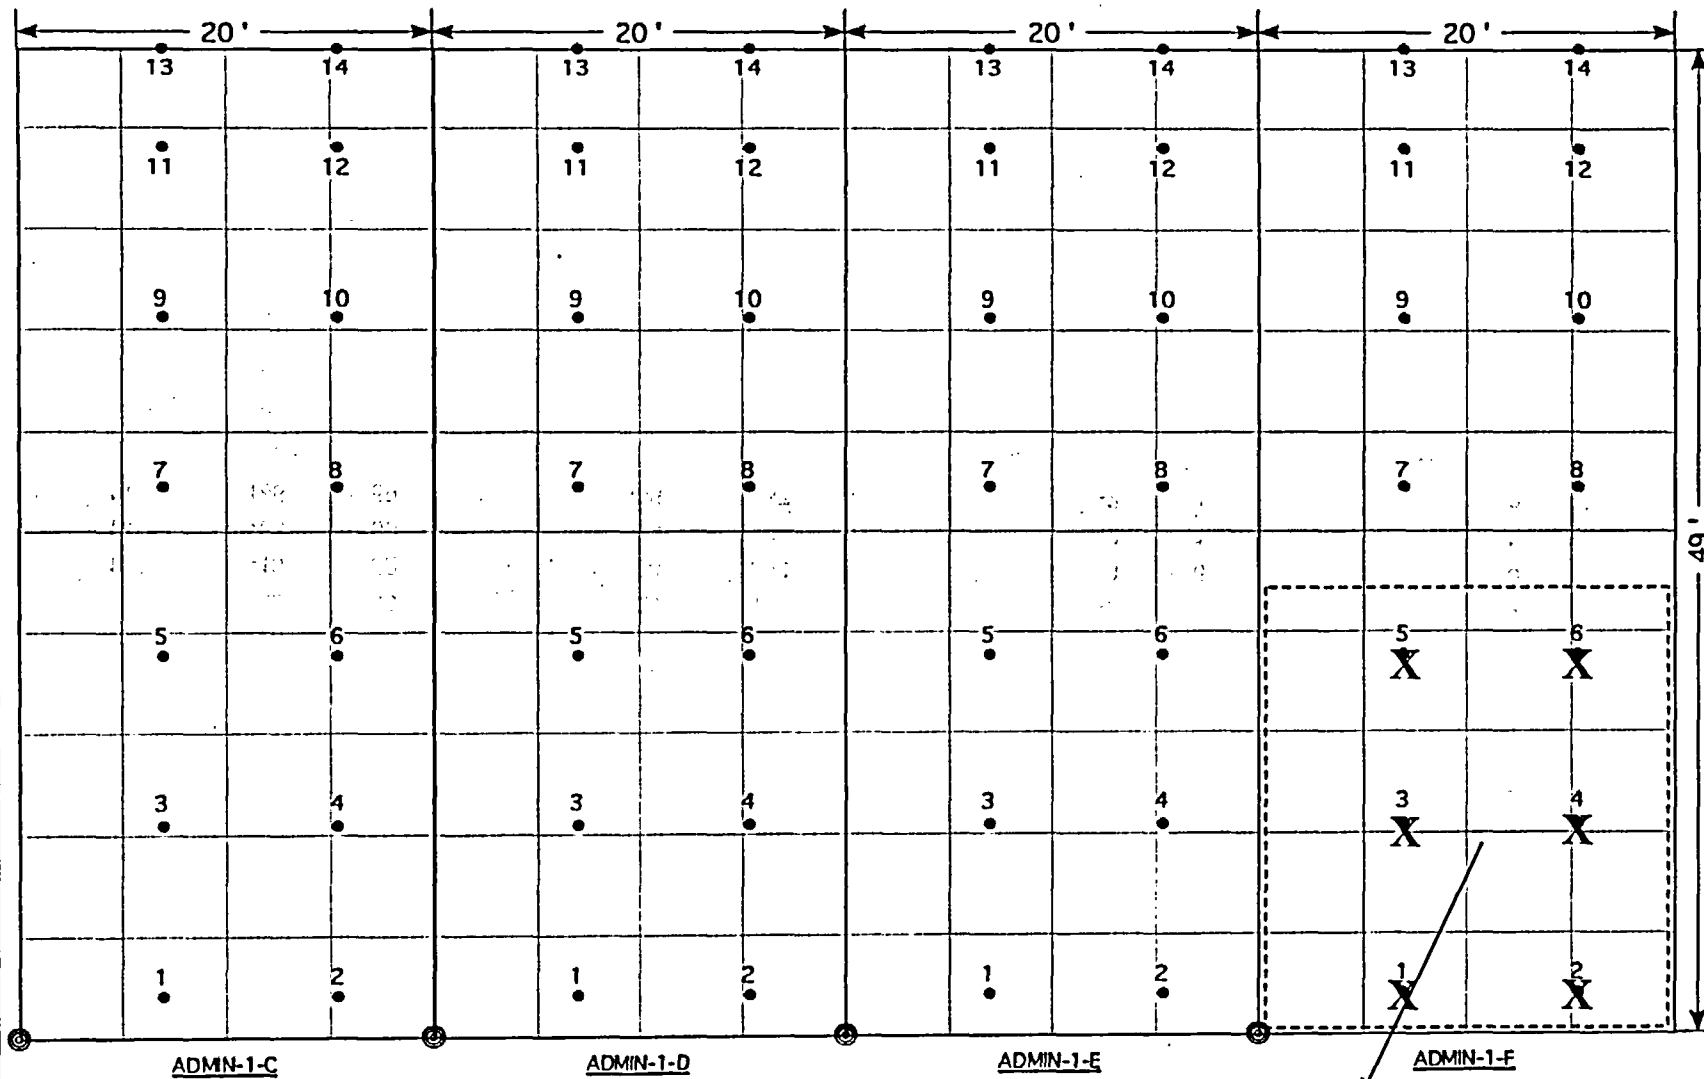 20' 20' 20' 20'
13 14 13 14 13 14 13 14
11 12 11 12 11 12 11 12
9 10 9 10 9 10 9 10
7 8 7 8 7 8 7 8
49'
5 6 5 6 5 6 5 6
X X
3 4 3 4 3 4 3 4
X X
1 2 1 2 1 2 1 2
X X
ADMIN-1-C ADMIN-1-D ADMIN-1-E ADMIN-1-F